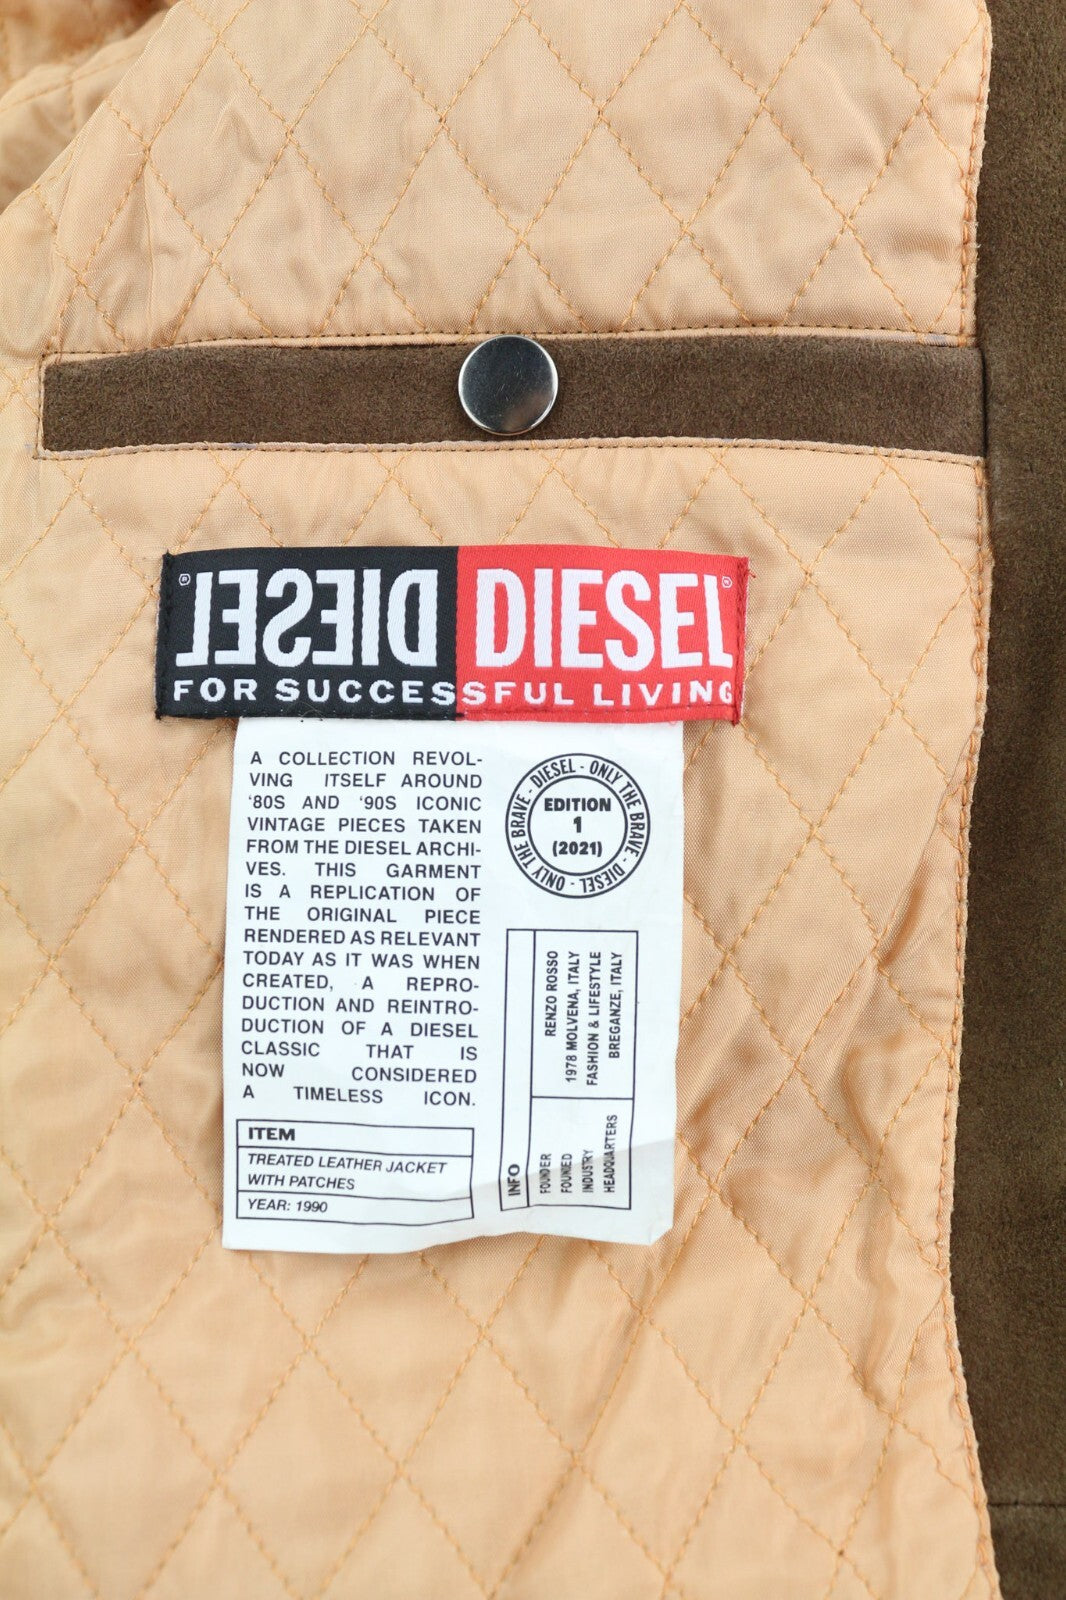 DIESEL® DIESEL®
FOR SUCCESSFUL LIVING
A COLLECTION REVOL-
VING ITSELF AROUND
'80S AND '90S ICONIC
VINTAGE PIECES TAKEN
FROM THE DIESEL ARCHI-
VES. THIS GARMENT
IS A REPLICATION OF
THE ORIGINAL PIECE
RENDERED AS RELEVANT
TODAY AS IT WAS WHEN
CREATED, A REPRO-
DUCTION AND REINTRO-
DUCTION OF A DIESEL
CLASSIC THAT IS
NOW CONSIDERED
A TIMELESS ICON.
ITEM
TREATED LEATHER JACKET
WITH PATCHES
YEAR: 1990
DIESEL - ONLY THE BRAVE - DIESEL - ONLY THE BRAVE -
EDITION
1
(2021)
INFO
FOUNDER RENZO ROSSO
FOUNED 1978 MOLVENA, ITALY
INDUSTRY FASHION & LIFESTYLE
HEADQUARTERS BREGANZE, ITALY